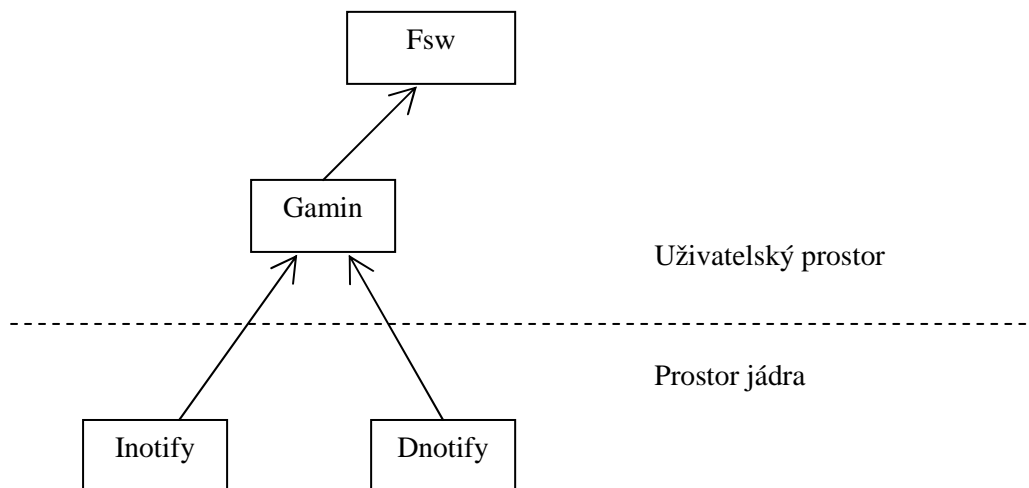 Fsw
Gamin
Uživatelský prostor
Prostor jádra
Inotify
Dnotify